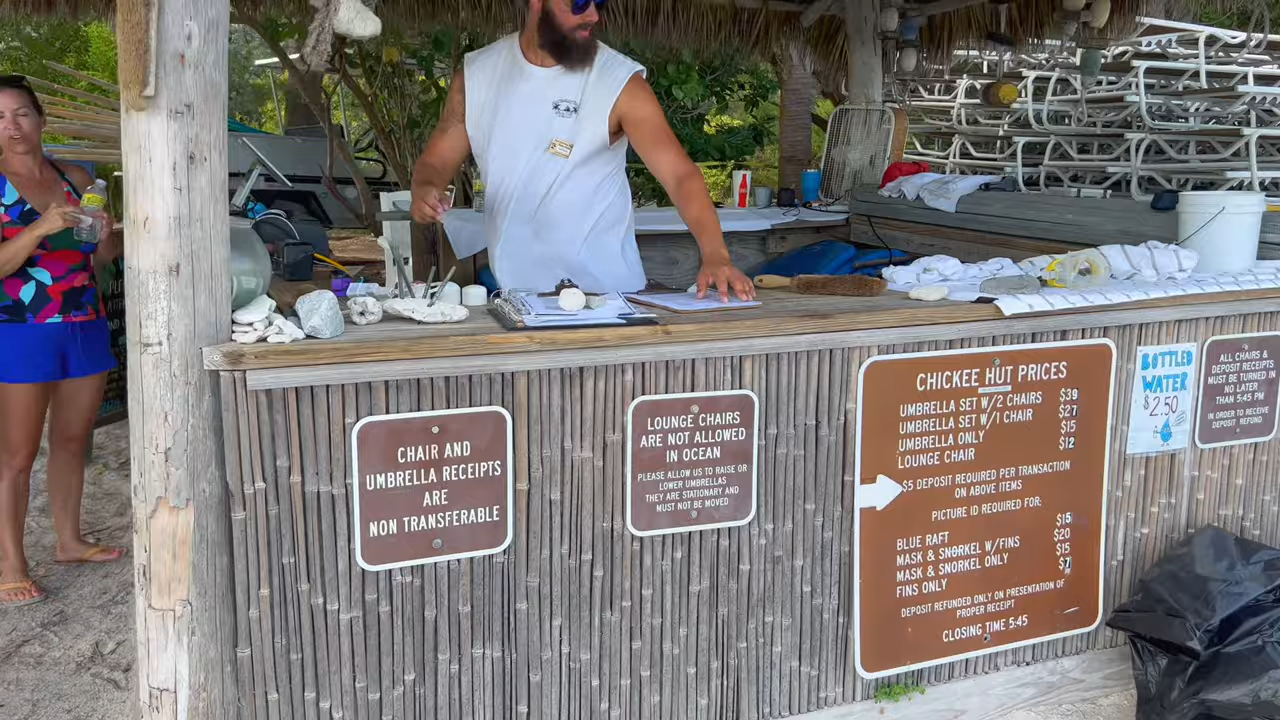 CHAIR AND
UMBRELLA RECEIPTS
ARE
NON TRANSFERABLE
LOUNGE CHAIRS
ARE NOT ALLOWED
IN OCEAN
PLEASE ALLOW US TO RAISE OR
LOWER UMBRELLAS
THEY ARE STATIONARY AND
MUST NOT BE MOVED
CHICKEE HUT PRICES
UMBRELLA SET W/2 CHAIRS $39
UMBRELLA SET W/1 CHAIR $27
UMBRELLA ONLY $15
LOUNGE CHAIR $12
$5 DEPOSIT REQUIRED PER TRANSACTION
ON ABOVE ITEMS
PICTURE ID REQUIRED FOR:
BLUE RAFT $15
MASK & SNORKEL W/FINS $20
MASK & SNORKEL ONLY $15
FINS ONLY $7
DEPOSIT REFUNDED ONLY ON PRESENTATION OF
PROPER RECEIPT
CLOSING TIME 5:45
BOTTLED
WATER
$2.50
ALL CHAIRS &
DEPOSIT RECEIPTS
MUST BE TURNED IN
NO LATER
THAN 5:45 PM
IN ORDER TO RECEIVE
DEPOSIT REFUND